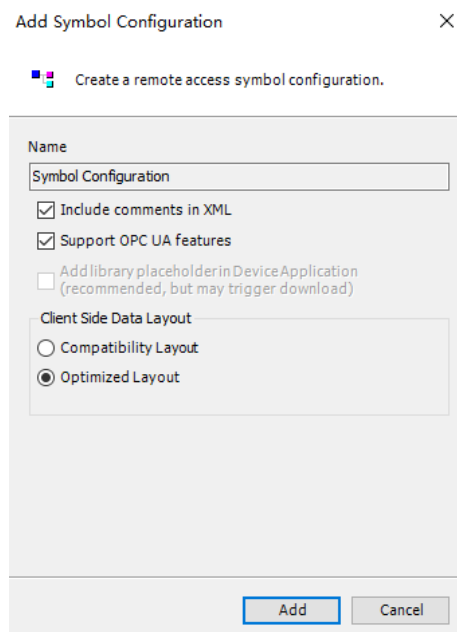 Add Symbol Configuration
Create a remote access symbol configuration.
Name
Symbol Configuration
Include comments in XML
Support OPC UA features
Add library placeholder in Device Application
(recommended, but may trigger download)
Client Side Data Layout
Compatibility Layout
Optimized Layout
Add
Cancel